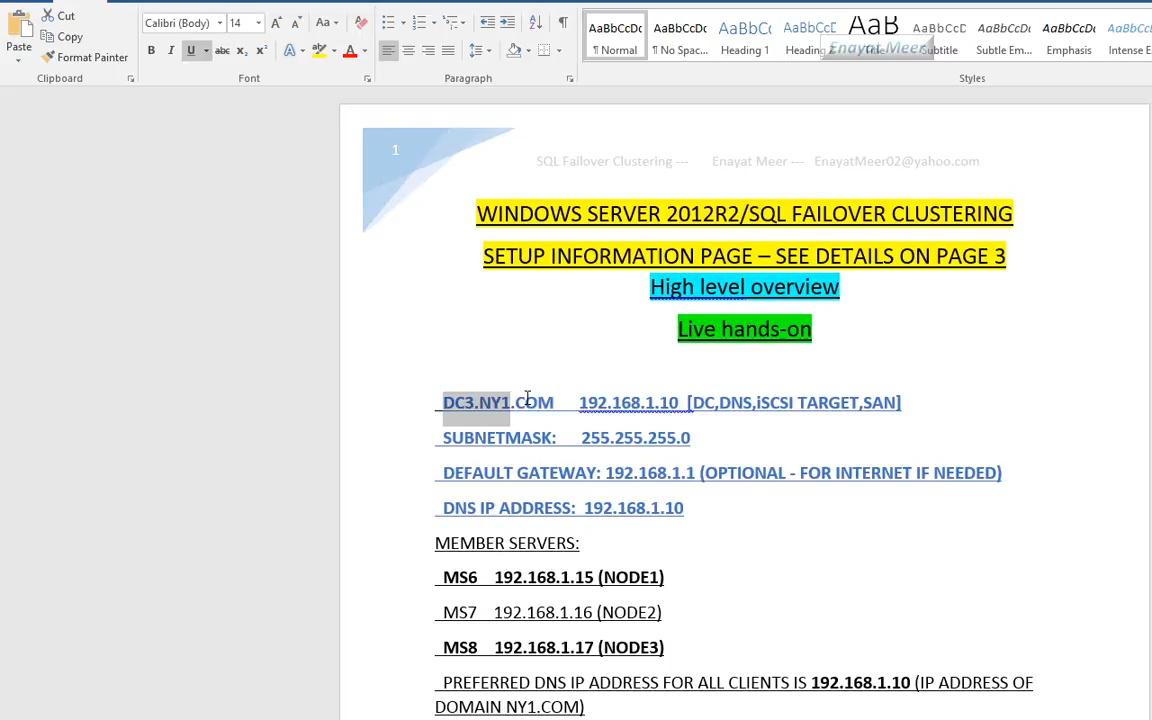 Cut
Copy
Format Painter
Paste
Clipboard
Calibri (Body) 14
Font
Paragraph
AaBbCcDc AaBbCcDc AaBbCc AaBbCcD AaB AaBbCcD AaBbCcDc AaBbCcDc AaBbCcDc
¶ Normal ¶ No Spac... Heading 1 Heading Title Subtitle Subtle Em... Emphasis Intense E
Enayat Meer
Styles
1
SQL Failover Clustering --- Enayat Meer --- EnayatMeer02@yahoo.com
WINDOWS SERVER 2012R2/SQL FAILOVER CLUSTERING
SETUP INFORMATION PAGE – SEE DETAILS ON PAGE 3
High level overview
Live hands-on
DC3.NY1.COM 192.168.1.10 [DC,DNS,iSCSI TARGET,SAN]
SUBNETMASK: 255.255.255.0
DEFAULT GATEWAY: 192.168.1.1 (OPTIONAL - FOR INTERNET IF NEEDED)
DNS IP ADDRESS: 192.168.1.10
MEMBER SERVERS:
MS6 192.168.1.15 (NODE1)
MS7 192.168.1.16 (NODE2)
MS8 192.168.1.17 (NODE3)
PREFERRED DNS IP ADDRESS FOR ALL CLIENTS IS 192.168.1.10 (IP ADDRESS OF
DOMAIN NY1.COM)